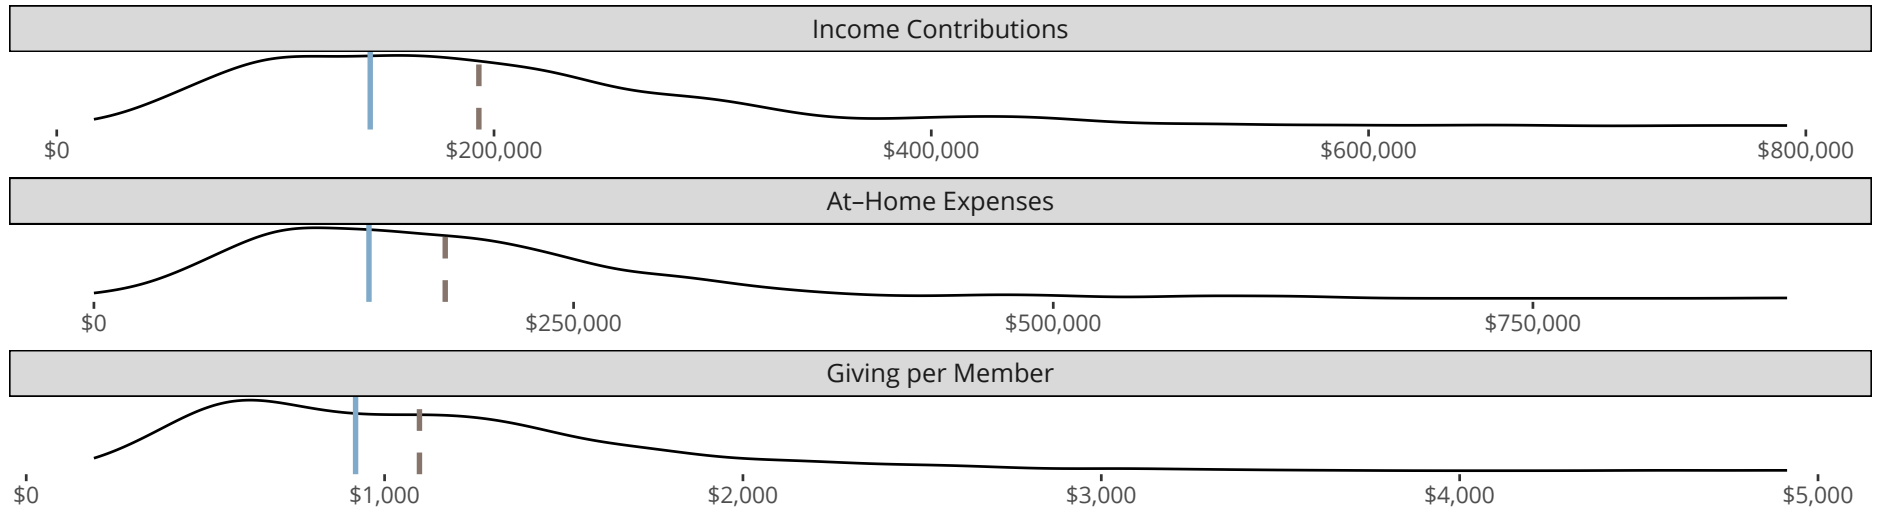 Income Contributions
$0 $200,000 $400,000 $600,000 $800,000
At–Home Expenses
$0 $250,000 $500,000 $750,000
Giving per Member
$0 $1,000 $2,000 $3,000 $4,000 $5,000